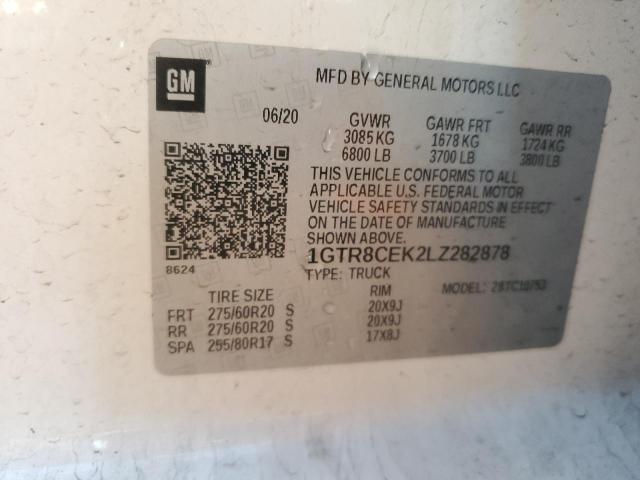 GM
MFD BY GENERAL MOTORS LLC
06/20 GVWR GAWR FRT GAWR RR
3085 KG 1678 KG 1724 KG
6800 LB 3700 LB 3800 LB
THIS VEHICLE CONFORMS TO ALL
APPLICABLE U.S. FEDERAL MOTOR
VEHICLE SAFETY STANDARDS IN EFFECT
ON THE DATE OF MANUFACTURE
SHOWN ABOVE.
1GTR8CEK2LZ282878
8624
TYPE: TRUCK MODEL:
TIRE SIZE RIM
FRT 275/60R20 S 20X9J
RR 275/60R20 S 20X9J
SPA 255/80R17 S 17X8J